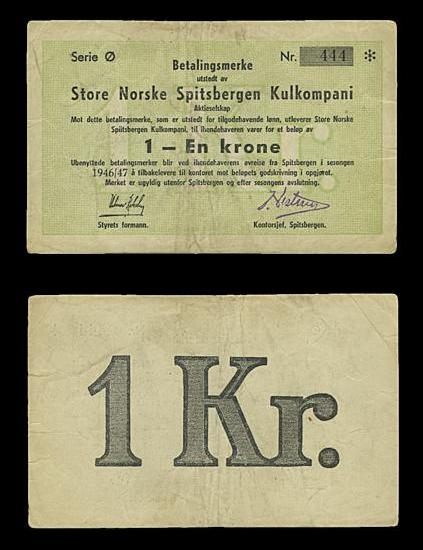 Serie Ø Nr. 444 *
Betalingsmerke
utstedt av
Store Norske Spitsbergen Kulkompani
Aktieselskap
Mot dette betalingsmerke, som er utstedt for tilgodehavende lønn, utleverer Store Norske
Spitsbergen Kulkompani, til ihendehaveren varer for et beløp av
1 — En krone
Ubenyttede betalingsmerker blir ved ihendehaverens avreise fra Spitsbergen i sesongen
1946/47 å tilbakelevere til kontoret mot beløpets godskrivning i opgjøret.
Merket er ugyldig utenfor Spitsbergen og efter sesongens avslutning.
Styrets formann. Kontorsjef, Spitsbergen.
1 Kr.